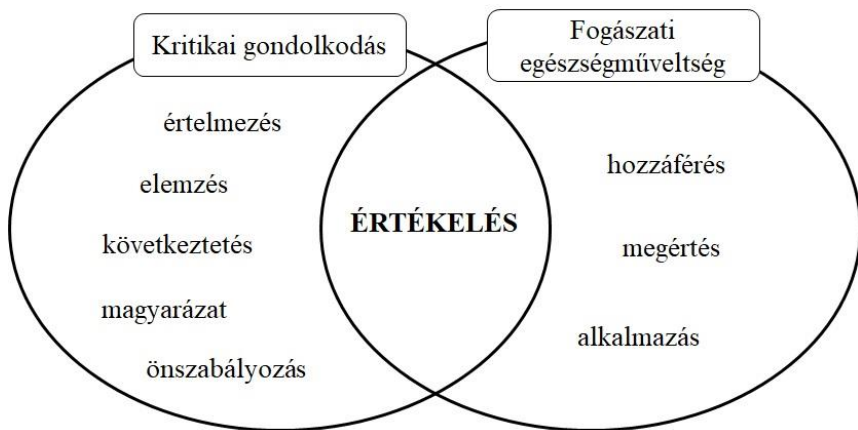 Kritikai gondolkodás
Fogászati
egészségműveltség
értelmezés
elemzés
következtetés
magyarázat
önszabályozás
ÉRTÉKELÉS
hozzáférés
megértés
alkalmazás